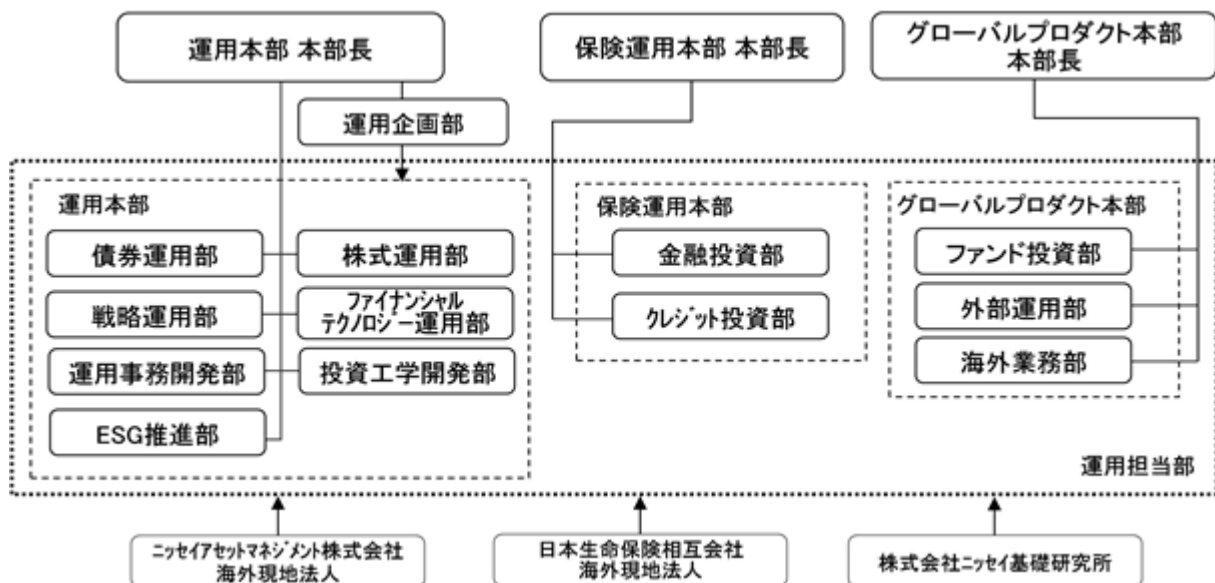 運用本部 本部長
保険運用本部 本部長
グローバルプロダクト本部
本部長
運用企画部
運用本部
債券運用部
株式運用部
戦略運用部
ファイナンシャル
テクノロジー運用部
運用事務開発部
投資工学開発部
ESG推進部
保険運用本部
金融投資部
クレジット投資部
グローバルプロダクト本部
ファンド投資部
外部運用部
海外業務部
運用担当部
ニッセイアセットマネジメント株式会社
海外現地法人
日本生命保険相互会社
海外現地法人
株式会社ニッセイ基礎研究所